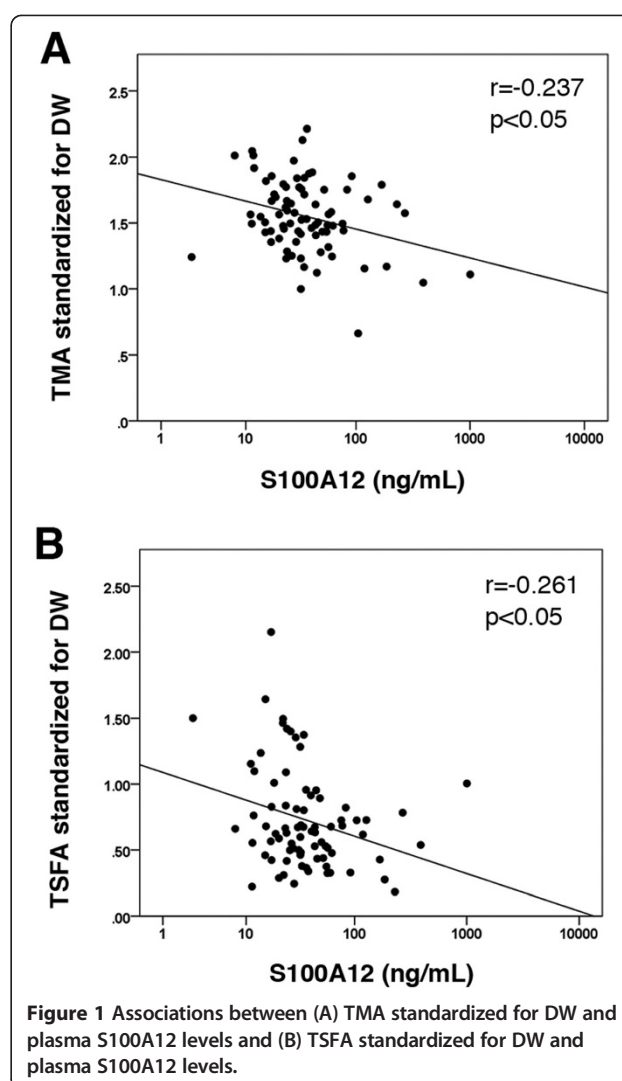 A
r=-0.237
p<0.05
TMA standardized for DW
2.5
2.0
1.5
1.0
.5
.0
1 10 100 1000 10000
S100A12 (ng/mL)
B
r=-0.261
p<0.05
TSFA standardized for DW
2.50
2.00
1.50
1.00
.50
.00
1 10 100 1000 10000
S100A12 (ng/mL)
Figure 1 Associations between (A) TMA standardized for DW and
plasma S100A12 levels and (B) TSFA standardized for DW and
plasma S100A12 levels.